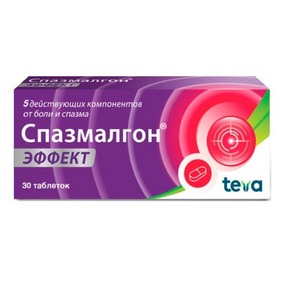 5 действующих компонентов
от боли и спазма
Спазмалгон®
ЭФФЕКТ
30 таблеток
teva